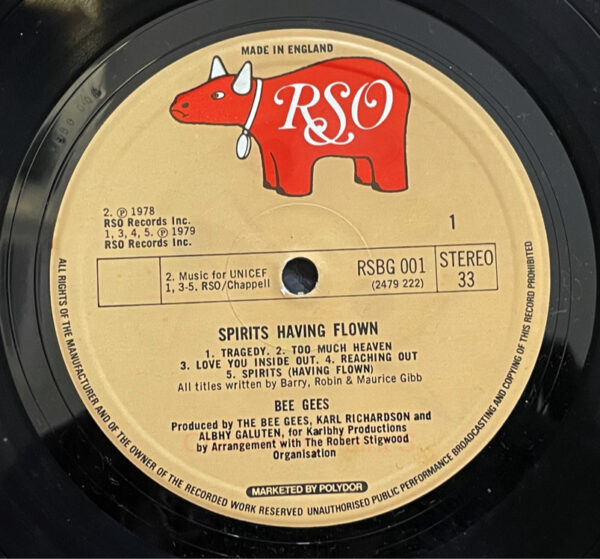 MADE IN ENGLAND
RSO
2. ℗ 1978
RSO Records Inc.
1, 3, 4, 5. ℗ 1979
RSO Records Inc.
1
2. Music for UNICEF
1, 3-5. RSO/Chappell
RSBG 001
(2479 222)
STEREO
33
SPIRITS HAVING FLOWN
1. TRAGEDY. 2. TOO MUCH HEAVEN
3. LOVE YOU INSIDE OUT. 4. REACHING OUT
5. SPIRITS (HAVING FLOWN)
All titles written by Barry, Robin & Maurice Gibb
BEE GEES
Produced by THE BEE GEES, KARL RICHARDSON and
ALBHY GALUTEN, for Karlbhy Productions
by Arrangement with The Robert Stigwood
Organisation
MARKETED BY POLYDOR
ALL RIGHTS OF THE MANUFACTURER AND OF THE OWNER OF THE RECORDED WORK RESERVED UNAUTHORISED PUBLIC PERFORMANCE BROADCASTING AND COPYING OF THIS RECORD PROHIBITED